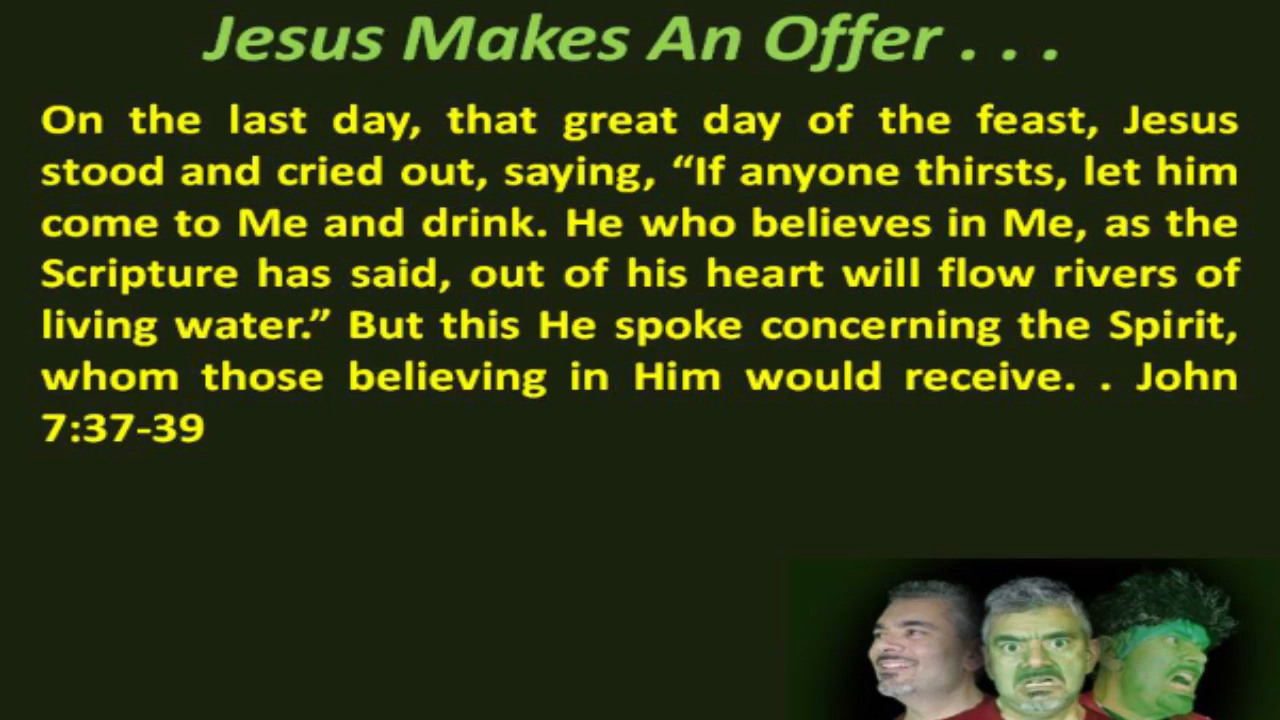 Jesus Makes An Offer . . .
On the last day, that great day of the feast, Jesus
stood and cried out, saying, “If anyone thirsts, let him
come to Me and drink. He who believes in Me, as the
Scripture has said, out of his heart will flow rivers of
living water.” But this He spoke concerning the Spirit,
whom those believing in Him would receive. . John
7:37-39